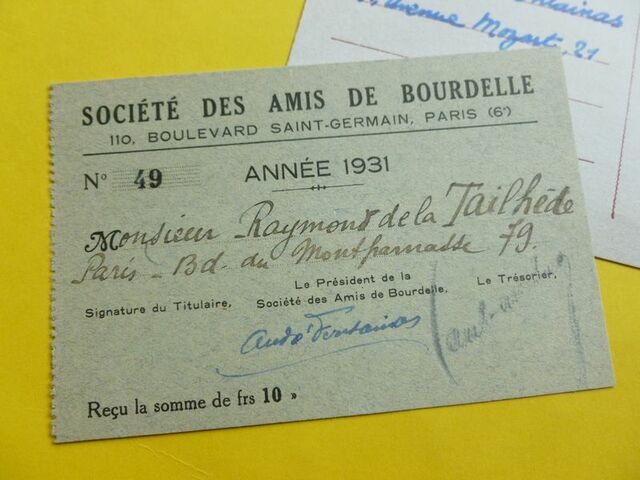 Fontainas
avenue Mozart, 21
SOCIÉTÉ DES AMIS DE BOURDELLE
110, BOULEVARD SAINT-GERMAIN, PARIS (6e)
No 49 ANNÉE 1931
Monsieur Raymond de la Tailhède
Paris - Bd. du Montparnasse 79.
Signature du Titulaire,
Le Président de la
Société des Amis de Bourdelle,
Le Trésorier,
André Fontainas
Reçu la somme de frs 10 »